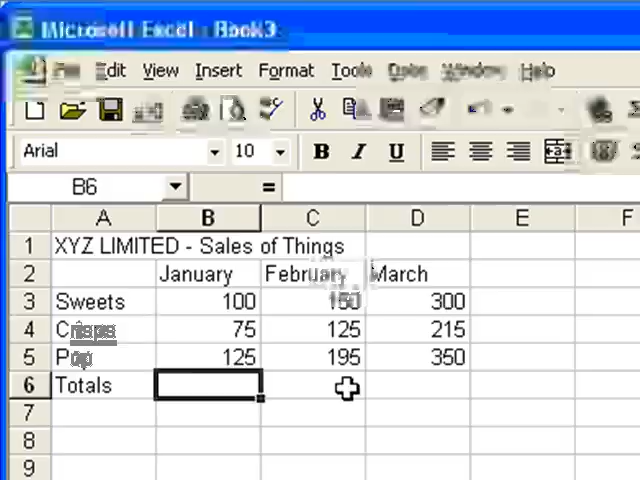 Microsoft Excel - Book3
File Edit View Insert Format Tools Data Window Help
Arial 10 B I U
B6 =
A B C D E F
1 XYZ LIMITED - Sales of Things
2 January February March
3 Sweets 100 150 300
4 Crisps 75 125 215
5 Pop 125 195 350
6 Totals
7
8
9